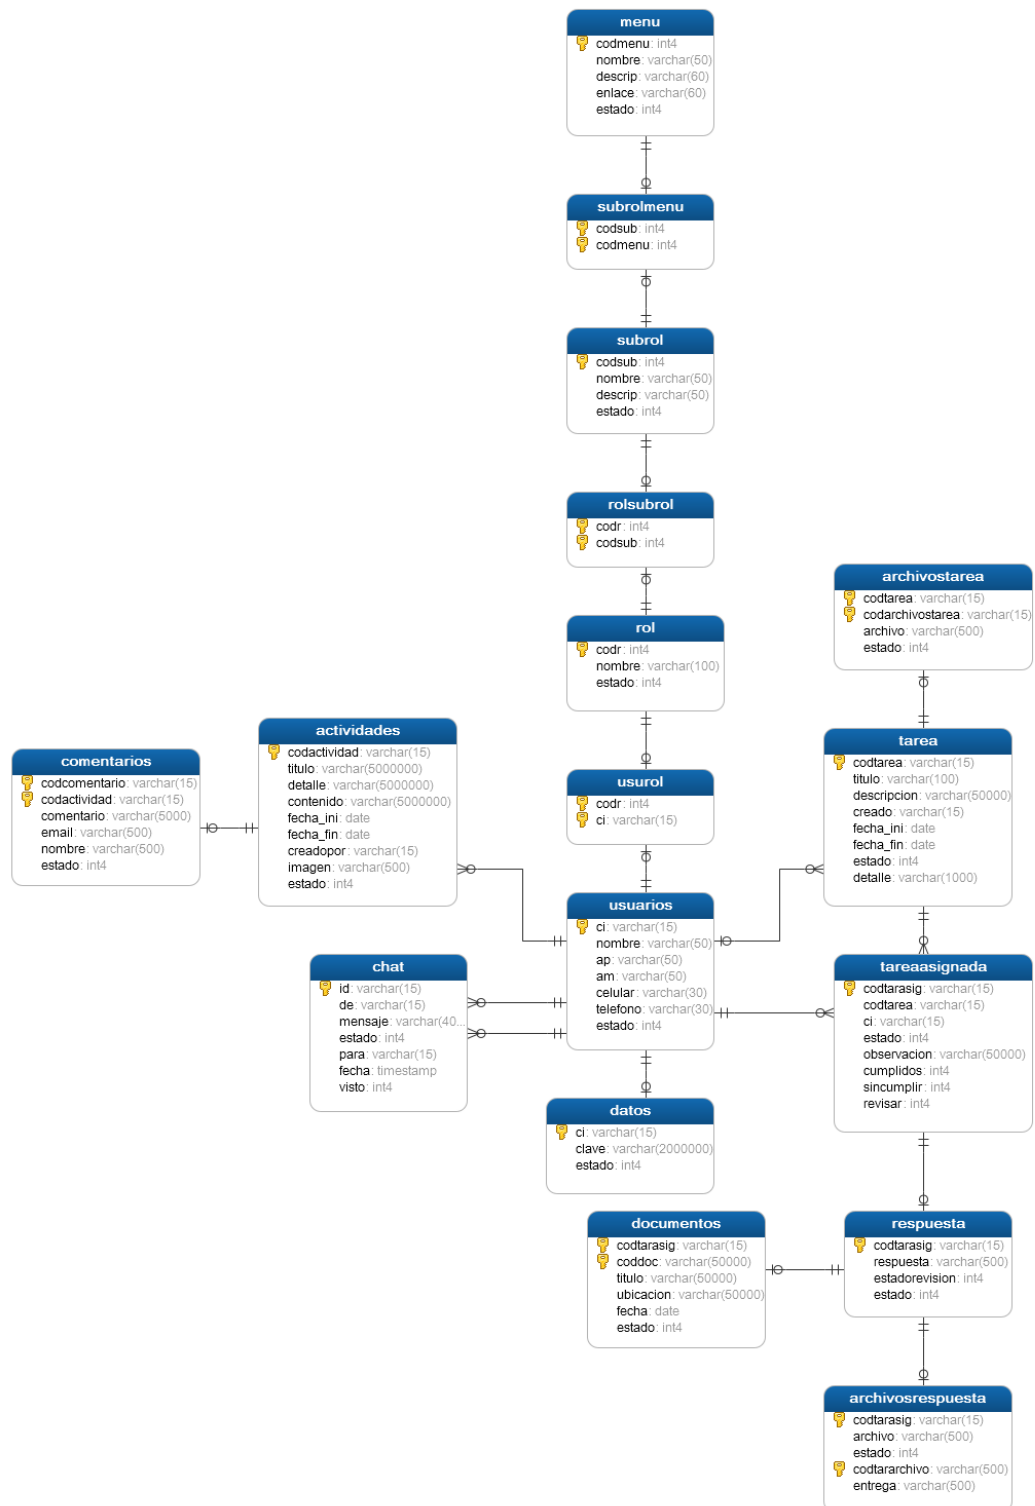 menu
codmenu: int4
nombre: varchar(50)
descrip: varchar(60)
enlace: varchar(60)
estado: int4
subrolmenu
codsub: int4
codmenu: int4
subrol
codsub: int4
nombre: varchar(50)
descrip: varchar(50)
estado: int4
rolsubrol
codr: int4
codsub: int4
archivostarea
codtarea: varchar(15)
codarchivostarea: varchar(15)
archivo: varchar(500)
estado: int4
rol
codr: int4
nombre: varchar(100)
estado: int4
actividades
codactividad: varchar(15)
titulo: varchar(5000000)
detalle: varchar(5000000)
contenido: varchar(5000000)
fecha_ini: date
fecha_fin: date
creadopor: varchar(15)
imagen: varchar(500)
estado: int4
tarea
codtarea: varchar(15)
titulo: varchar(100)
descripcion: varchar(50000)
creado: varchar(15)
fecha_ini: date
fecha_fin: date
estado: int4
detalle: varchar(1000)
comentarios
codcomentario: varchar(15)
codactividad: varchar(15)
comentario: varchar(5000)
email: varchar(500)
nombre: varchar(500)
estado: int4
usurol
codr: int4
ci: varchar(15)
usuarios
ci: varchar(15)
nombre: varchar(50)
ap: varchar(50)
am: varchar(50)
celular: varchar(30)
telefono: varchar(30)
estado: int4
chat
id: varchar(15)
de: varchar(15)
mensaje: varchar(40...
estado: int4
para: varchar(15)
fecha: timestamp
visto: int4
tareaasignada
codtarasig: varchar(15)
codtarea: varchar(15)
ci: varchar(15)
estado: int4
observacion: varchar(50000)
cumplidos: int4
sincumplir: int4
revisar: int4
datos
ci: varchar(15)
clave: varchar(2000000)
estado: int4
documentos
codtarasig: varchar(15)
coddoc: varchar(50000)
titulo: varchar(50000)
ubicacion: varchar(50000)
fecha: date
estado: int4
respuesta
codtarasig: varchar(15)
respuesta: varchar(500)
estadorevision: int4
estado: int4
archivosrespuesta
codtarasig: varchar(15)
archivo: varchar(500)
estado: int4
codtararchivo: varchar(500)
entrega: varchar(500)